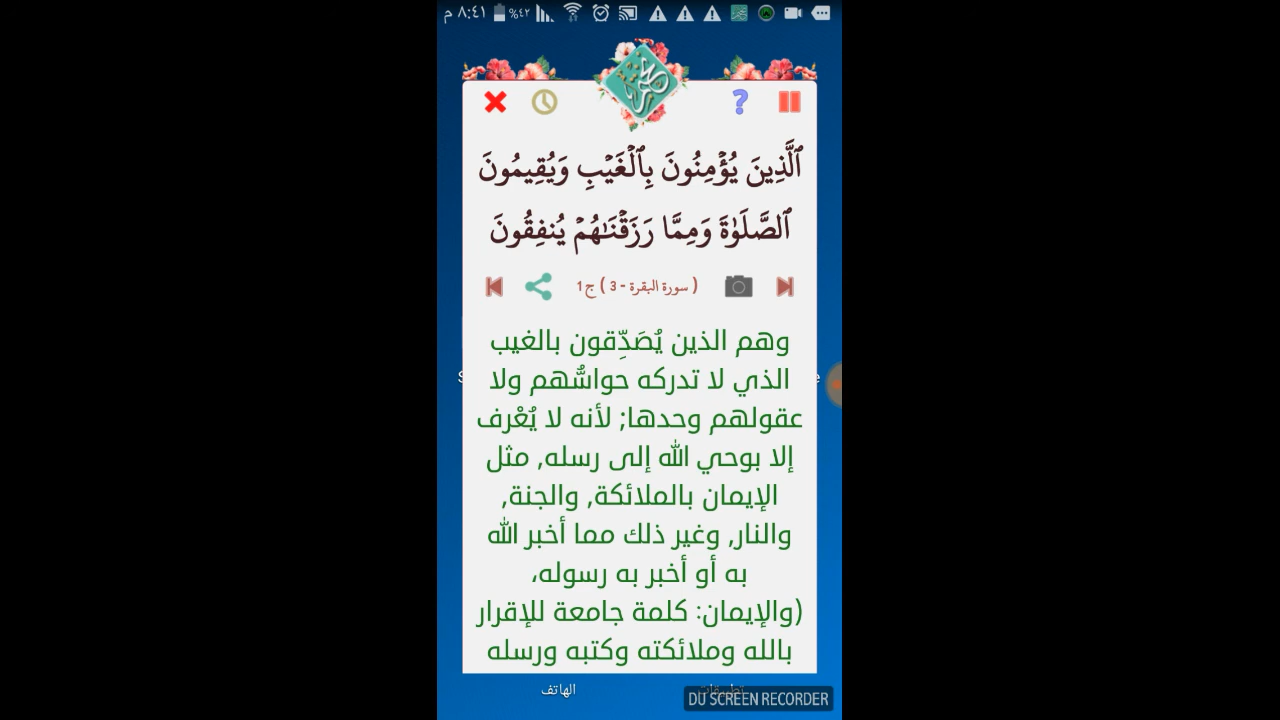 ٨:٤١ م
%٤٢
ٱلَّذِينَ يُؤۡمِنُونَ بِٱلۡغَيۡبِ وَيُقِيمُونَ
ٱلصَّلَوٰةَ وَمِمَّا رَزَقۡنَٰهُمۡ يُنفِقُونَ
( سورة البقرة - 3 ) ج1
وهم الذين يُصَدِّقون بالغيب
الذي لا تدركه حواسُّهم ولا
عقولهم وحدها; لأنه لا يُعْرف
إلا بوحي الله إلى رسله, مثل
الإيمان بالملائكة, والجنة,
والنار, وغير ذلك مما أخبر الله
به أو أخبر به رسوله،
(والإيمان: كلمة جامعة للإقرار
بالله وملائكته وكتبه ورسله
الهاتف
تطبيقات
DU SCREEN RECORDER